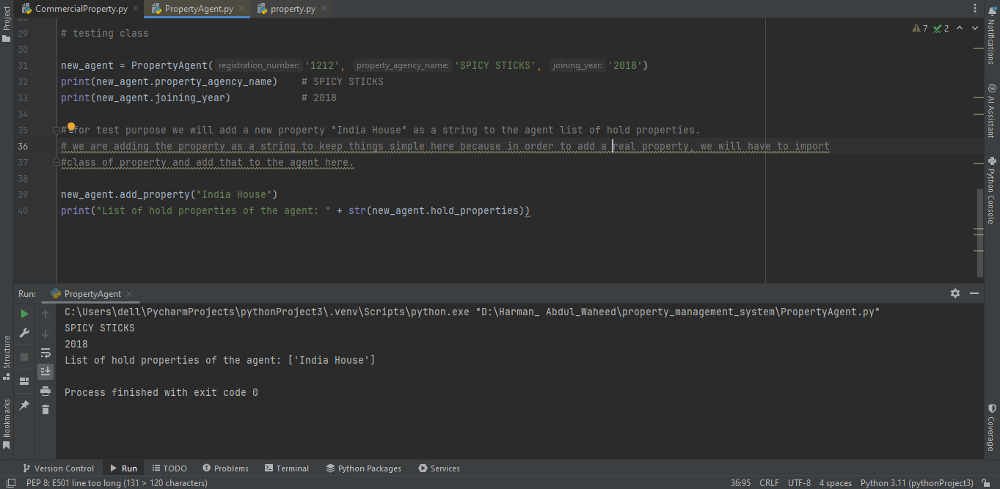 Project
CommercialProperty.py
PropertyAgent.py
property.py
29 # testing class
30
31 new_agent = PropertyAgent( registration_number: '1212', property_agency_name: 'SPICY STICKS', joining_year: '2018')
32 print(new_agent.property_agency_name) # SPICY STICKS
33 print(new_agent.joining_year) # 2018
34
35 # for test purpose we will add a new property "India House" as a string to the agent list of hold properties.
36 # we are adding the property as a string to keep things simple here because in order to add a real property, we will have to import
37 #class of property and add that to the agent here.
38
39 new_agent.add_property("India House")
40 print("List of hold properties of the agent: " + str(new_agent.hold_properties))
7 2
Notifications
AI Assistant
Python Console
Coverage
Structure
Bookmarks
Run: PropertyAgent
C:\Users\dell\PycharmProjects\pythonProject3\.venv\Scripts\python.exe "D:\Harman_ Abdul_Waheed\property_management_system\PropertyAgent.py"
SPICY STICKS
2018
List of hold properties of the agent: ['India House']
Process finished with exit code 0
Version Control Run TODO Problems Terminal Python Packages Services
PEP 8: E501 line too long (131 > 120 characters) 36:95 CRLF UTF-8 4 spaces Python 3.11 (pythonProject3)